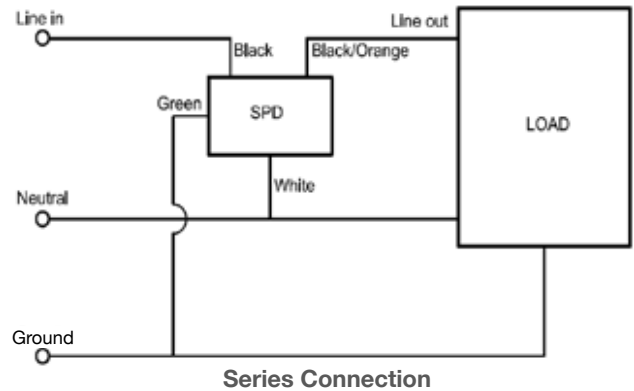 Line in
LIne out
Black
Black/Orange
Green
SPD
LOAD
White
Neutral
Ground
Series Connection